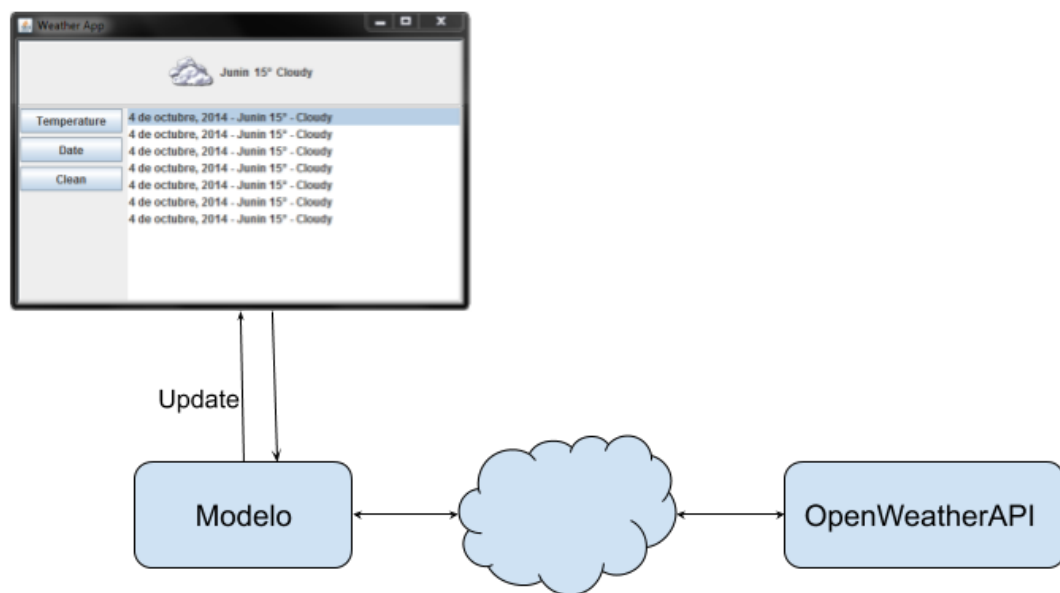 Weather App
Junin 15° Cloudy
Temperature
4 de octubre, 2014 - Junin 15° - Cloudy
Date
4 de octubre, 2014 - Junin 15° - Cloudy
4 de octubre, 2014 - Junin 15° - Cloudy
Clean
4 de octubre, 2014 - Junin 15° - Cloudy
4 de octubre, 2014 - Junin 15° - Cloudy
4 de octubre, 2014 - Junin 15° - Cloudy
4 de octubre, 2014 - Junin 15° - Cloudy
Update
Modelo
OpenWeatherAPI